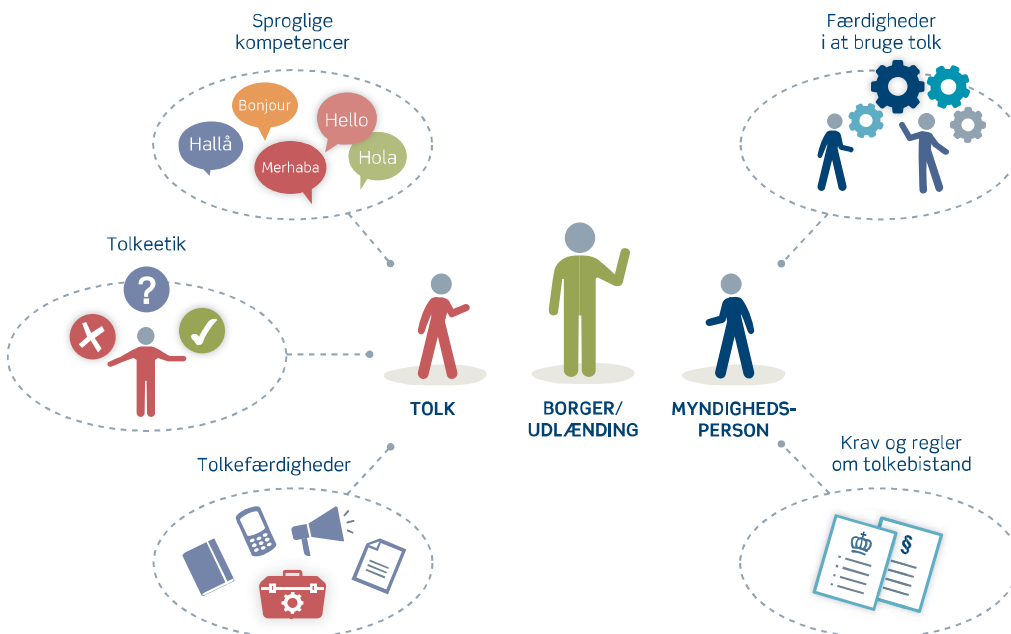 Sproglige
kompetencer
Bonjour
Hello
Hallå
Merhaba
Hola
Færdigheder
i at bruge tolk
Tolkeetik
?
TOLK
BORGER/
UDLÆNDING
MYNDIGHEDS-
PERSON
Tolkefærdigheder
Krav og regler
om tolkebistand
§